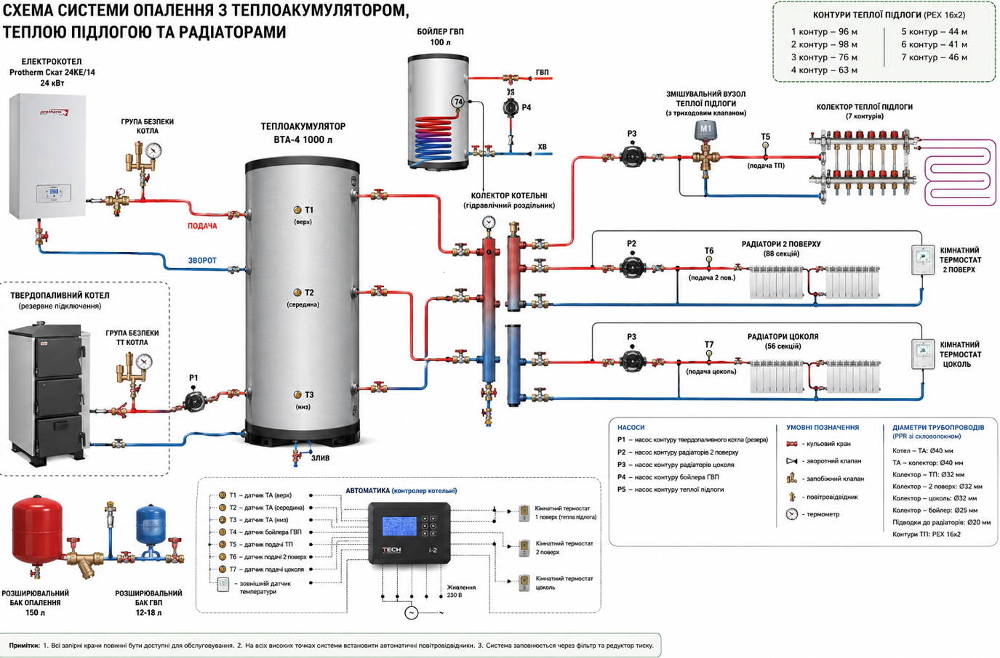 СХЕМА СИСТЕМИ ОПАЛЕННЯ З ТЕПЛОАКУМУЛЯТОРОМ,
ТЕПЛОЮ ПІДЛОГОЮ ТА РАДІАТОРАМИ
КОНТУРИ ТЕПЛОЇ ПІДЛОГИ (PEX 16x2)
1 контур – 96 м
2 контур – 98 м
3 контур – 76 м
4 контур – 63 м
5 контур – 44 м
6 контур – 41 м
7 контур – 46 м
ЕЛЕКТРОКОТЕЛ
Protherm Скат 24КЕ/14
24 кВт
protherm
ГРУПА БЕЗПЕКИ
КОТЛА
ПОДАЧА
ЗВОРОТ
ТЕПЛОАКУМУЛЯТОР
ВТА-4 1000 л
T1
(верх)
T2
(середина)
T3
(низ)
ЗЛИВ
БОЙЛЕР ГВП
100 л
T4
ГВП
P4
ХВ
КОЛЕКТОР КОТЕЛЬНІ
(гідравлічний роздільник)
ЗМІШУВАЛЬНИЙ ВУЗОЛ
ТЕПЛОЇ ПІДЛОГИ
(з триходовим клапаном)
P3
M1
T5
(подача ТП)
КОЛЕКТОР ТЕПЛОЇ ПІДЛОГИ
(7 контурів)
P2
T6
(подача 2 пов.)
РАДІАТОРИ 2 ПОВЕРХУ
(88 секцій)
КІМНАТНИЙ
ТЕРМОСТАТ
2 ПОВЕРХ
P3
T7
(подача цоколь)
РАДІАТОРИ ЦОКОЛЯ
(56 секцій)
КІМНАТНИЙ
ТЕРМОСТАТ
ЦОКОЛЬ
ТВЕРДОПАЛИВНИЙ КОТЕЛ
(резервне підключення)
ГРУПА БЕЗПЕКИ
ТТ КОТЛА
P1
НАСОСИ
P1 – насос контуру твердопаливного котла (резерв)
P2 – насос контуру радіаторів 2 поверху
P3 – насос контуру радіаторів цоколя
P4 – насос контуру бойлера ГВП
P5 – насос контуру теплої підлоги
УМОВНІ ПОЗНАЧЕННЯ
- кульовий кран
- зворотний клапан
- запобіжний клапан
- повітровідвідник
- термометр
ДІАМЕТРИ ТРУБОПРОВОДІВ
(PPR зі скловолокном)
Котел – ТА: Ø40 мм
ТА – колектор: Ø40 мм
Колектор – ТП: Ø32 мм
Колектор – 2 поверх: Ø32 мм
Колектор – цоколь: Ø32 мм
Колектор – бойлер: Ø25 мм
Підводки до радіаторів: Ø20 мм
Контури ТП: PEX 16x2
РОЗШИРЮВАЛЬНИЙ
БАК ОПАЛЕННЯ
150 л
РОЗШИРЮВАЛЬНИЙ
БАК ГВП
12-18 л
АВТОМАТИКА (контролер котельні)
T1 – датчик ТА (верх)
T2 – датчик ТА (середина)
T3 – датчик ТА (низ)
T4 – датчик бойлера ГВП
T5 – датчик подачі ТП
T6 – датчик подачі 2 поверх
T7 – датчик подачі цоколя
– зовнішній датчик
температури
TECH
i-2
Живлення
230 В
Кімнатний термостат
1 поверх (тепла підлога)
Кімнатний термостат
2 поверх
Кімнатний термостат
цоколь
Примітки: 1. Всі запірні крани повинні бути доступні для обслуговування. 2. На всіх високих точках системи встановити автоматичні повітровідвідники. 3. Система заповнюється через фільтр та редуктор тиску.